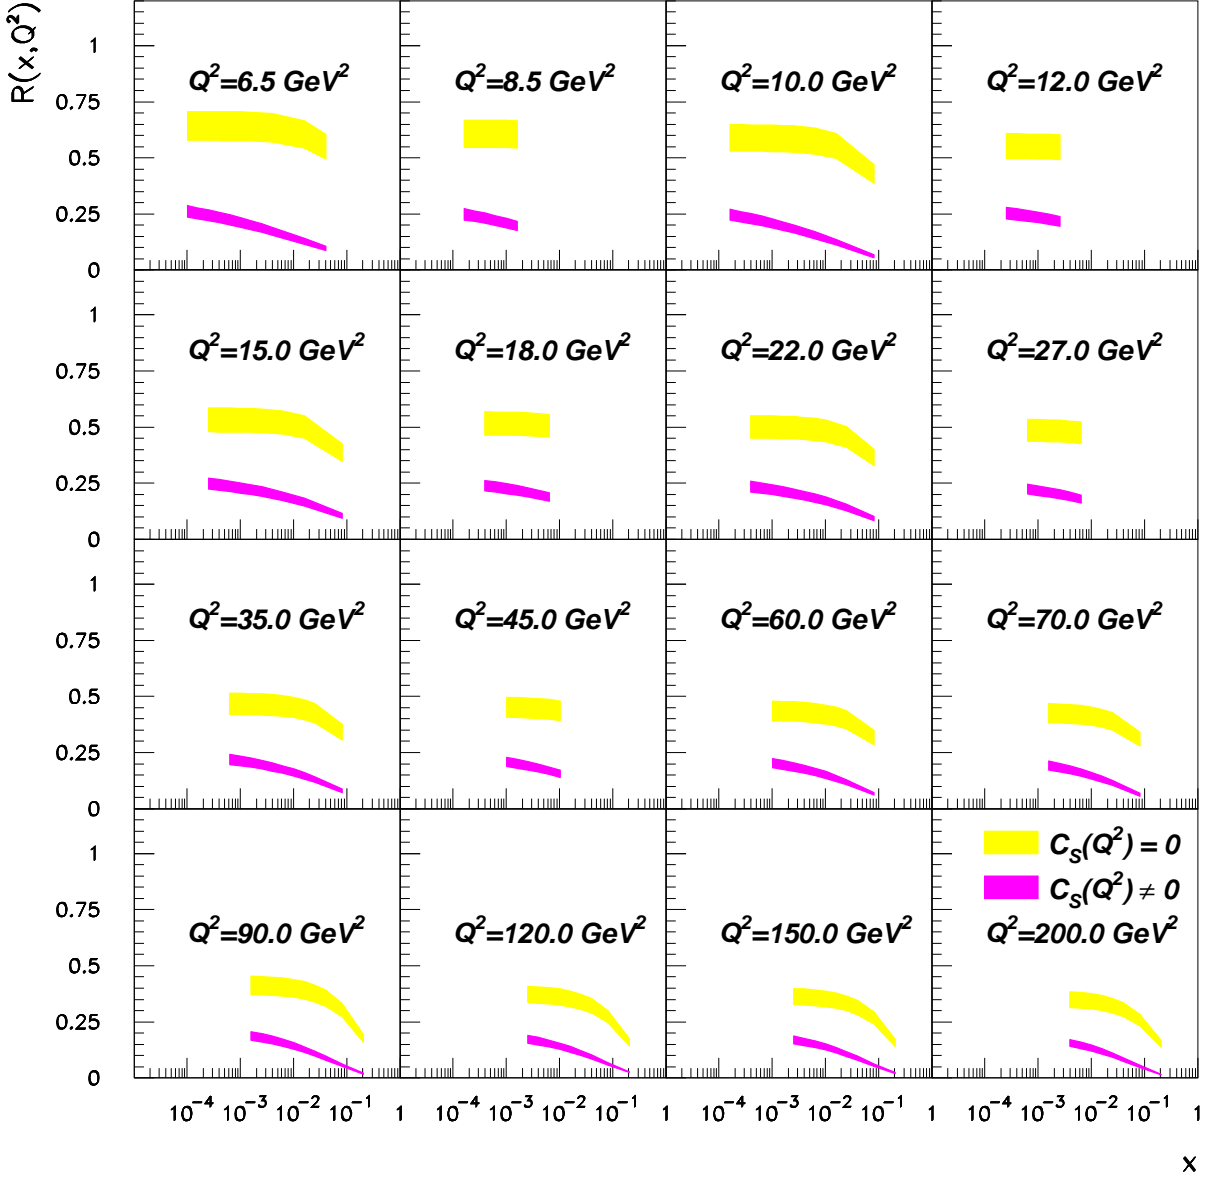 R(x,Q²)
1
Q²=6.5 GeV² Q²=8.5 GeV² Q²=10.0 GeV² Q²=12.0 GeV²
0.75
0.5
0.25
0
1
Q²=15.0 GeV² Q²=18.0 GeV² Q²=22.0 GeV² Q²=27.0 GeV²
0.75
0.5
0.25
0
1
Q²=35.0 GeV² Q²=45.0 GeV² Q²=60.0 GeV² Q²=70.0 GeV²
0.75
0.5
0.25
0
1
C_S(Q²) = 0
C_S(Q²) ≠ 0
0.75
Q²=90.0 GeV² Q²=120.0 GeV² Q²=150.0 GeV² Q²=200.0 GeV²
0.5
0.25
0
10⁻⁴ 10⁻³ 10⁻² 10⁻¹ 1 10⁻⁴ 10⁻³ 10⁻² 10⁻¹ 1 10⁻⁴ 10⁻³ 10⁻² 10⁻¹ 1 10⁻⁴ 10⁻³ 10⁻² 10⁻¹ 1
x